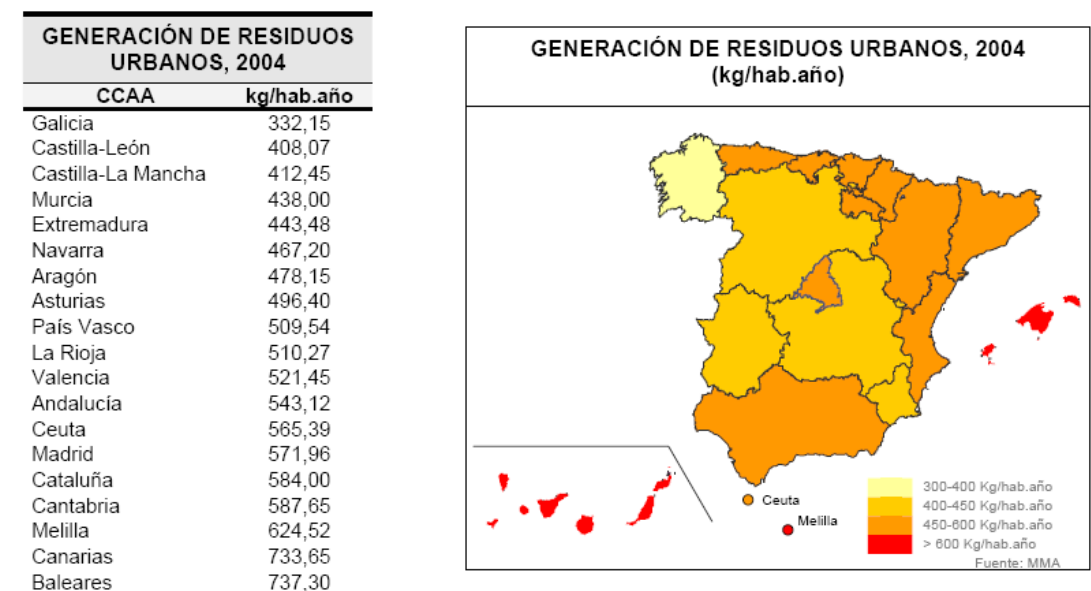 GENERACIÓN DE RESIDUOS
URBANOS, 2004
CCAA kg/hab.año
Galicia 332,15
Castilla-León 408,07
Castilla-La Mancha 412,45
Murcia 438,00
Extremadura 443,48
Navarra 467,20
Aragón 478,15
Asturias 496,40
País Vasco 509,54
La Rioja 510,27
Valencia 521,45
Andalucía 543,12
Ceuta 565,39
Madrid 571,96
Cataluña 584,00
Cantabria 587,65
Melilla 624,52
Canarias 733,65
Baleares 737,30
GENERACIÓN DE RESIDUOS URBANOS, 2004
(kg/hab.año)
Ceuta
Melilla
300-400 Kg/hab.año
400-450 Kg/hab.año
450-600 Kg/hab.año
> 600 Kg/hab.año
Fuente: MMA